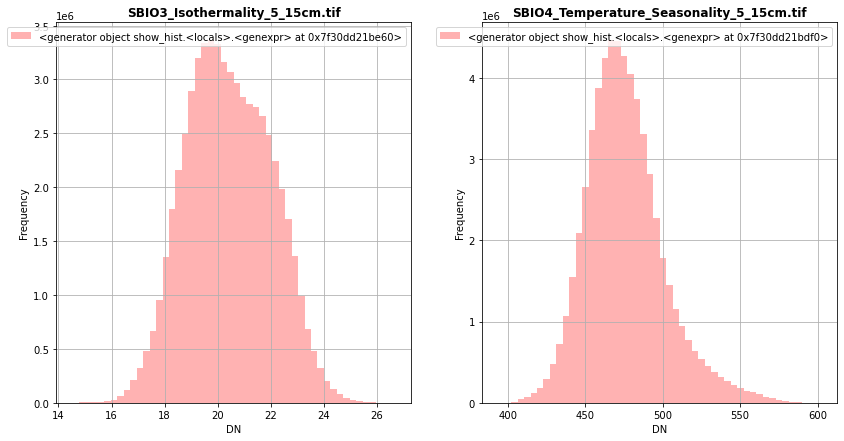 SBIO3_Isothermality_5_15cm.tif
1e6
<generator object show_hist.<locals>.<genexpr> at 0x7f30dd21be60>
3.5
3.0
2.5
2.0
1.5
1.0
0.5
0.0
Frequency
14 16 18 20 22 24 26
DN
SBIO4_Temperature_Seasonality_5_15cm.tif
1e6
<generator object show_hist.<locals>.<genexpr> at 0x7f30dd21bdf0>
4
3
2
1
0
Frequency
400 450 500 550 600
DN